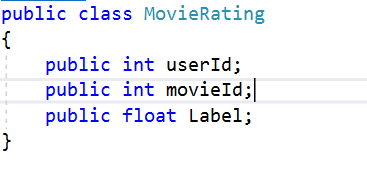 public class MovieRating
{
    public int userId;
    public int movieId;
    public float Label;
}